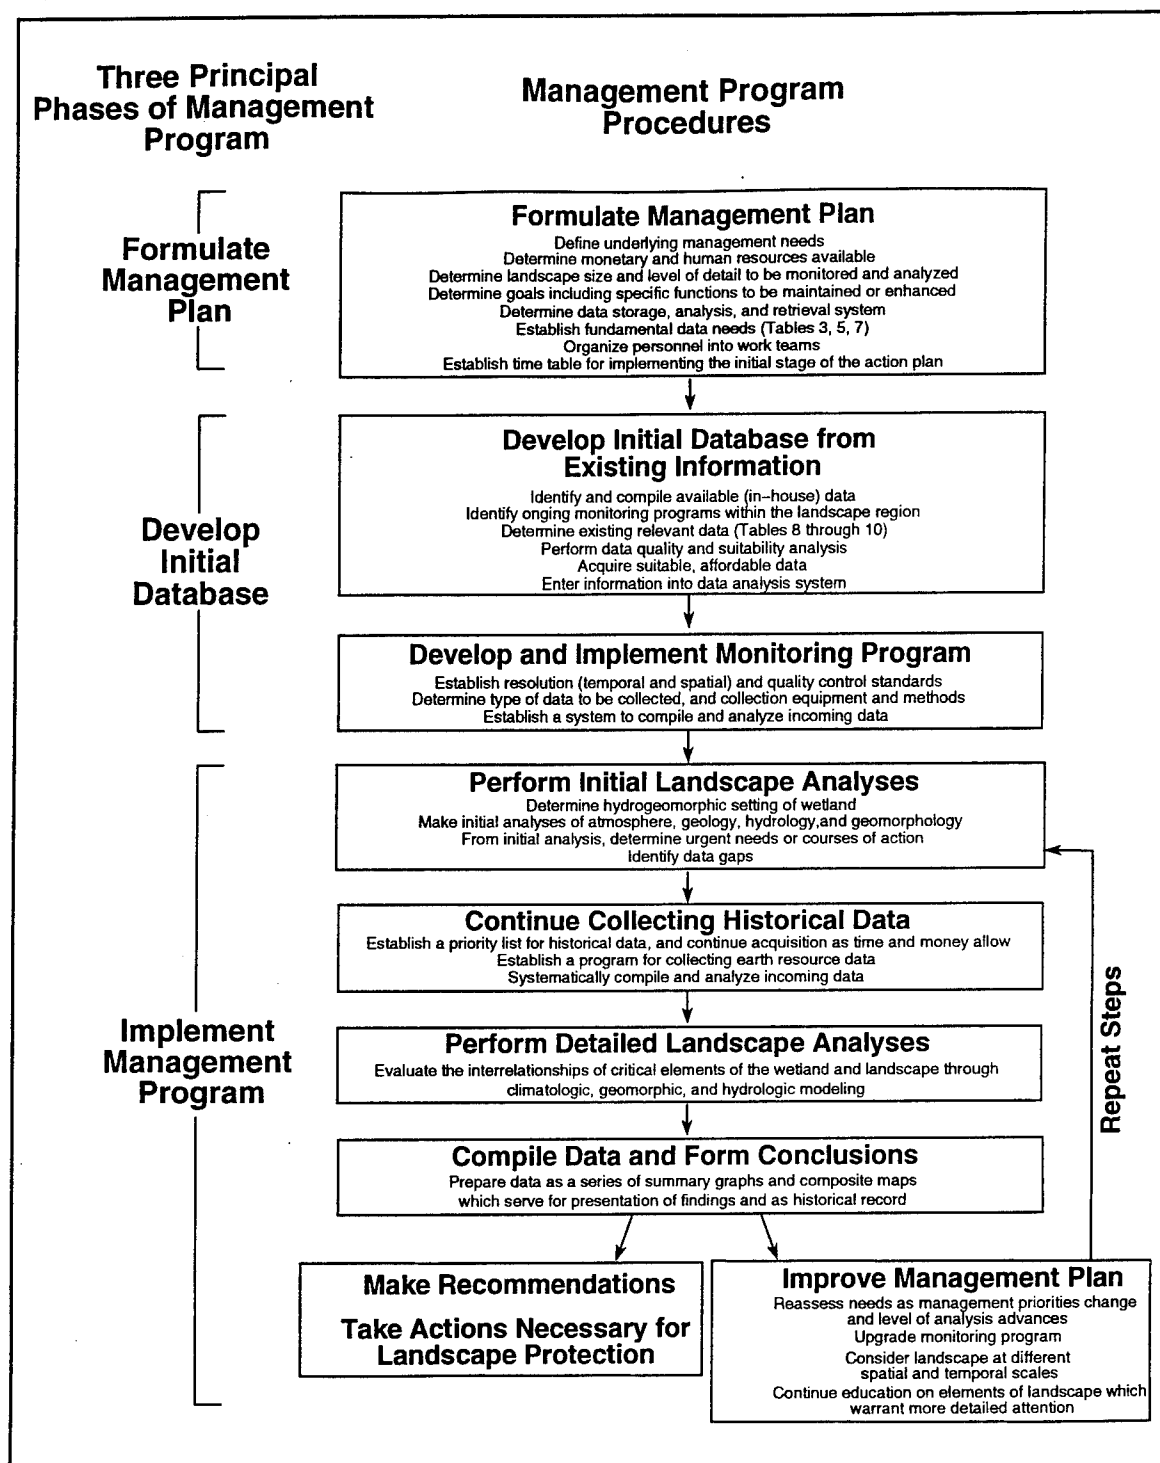 Three Principal
Phases of Management
Program
Management Program
Procedures
Formulate
Management
Plan
Formulate Management Plan
Define underlying management needs
Determine monetary and human resources available
Determine landscape size and level of detail to be monitored and analyzed
Determine goals including specific functions to be maintained or enhanced
Determine data storage, analysis, and retrieval system
Establish fundamental data needs (Tables 3, 5, 7)
Organize personnel into work teams
Establish time table for implementing the initial stage of the action plan
Develop
Initial
Database
Develop Initial Database from
Existing Information
Identify and compile available (in-house) data
Identify onging monitoring programs within the landscape region
Determine existing relevant data (Tables 8 through 10)
Perform data quality and suitability analysis
Acquire suitable, affordable data
Enter information into data analysis system
Develop and Implement Monitoring Program
Establish resolution (temporal and spatial) and quality control standards
Determine type of data to be collected, and collection equipment and methods
Establish a system to compile and analyze incoming data
Implement
Management
Program
Perform Initial Landscape Analyses
Determine hydrogeomorphic setting of wetland
Make initial analyses of atmosphere, geology, hydrology,and geomorphology
From initial analysis, determine urgent needs or courses of action
Identify data gaps
Continue Collecting Historical Data
Establish a priority list for historical data, and continue acquisition as time and money allow
Establish a program for collecting earth resource data
Systematically compile and analyze incoming data
Perform Detailed Landscape Analyses
Evaluate the interrelationships of critical elements of the wetland and landscape through
climatologic, geomorphic, and hydrologic modeling
Compile Data and Form Conclusions
Prepare data as a series of summary graphs and composite maps
which serve for presentation of findings and as historical record
Make Recommendations
Take Actions Necessary for
Landscape Protection
Improve Management Plan
Reassess needs as management priorities change
and level of analysis advances
Upgrade monitoring program
Consider landscape at different
spatial and temporal scales
Continue education on elements of landscape which
warrant more detailed attention
Repeat Steps